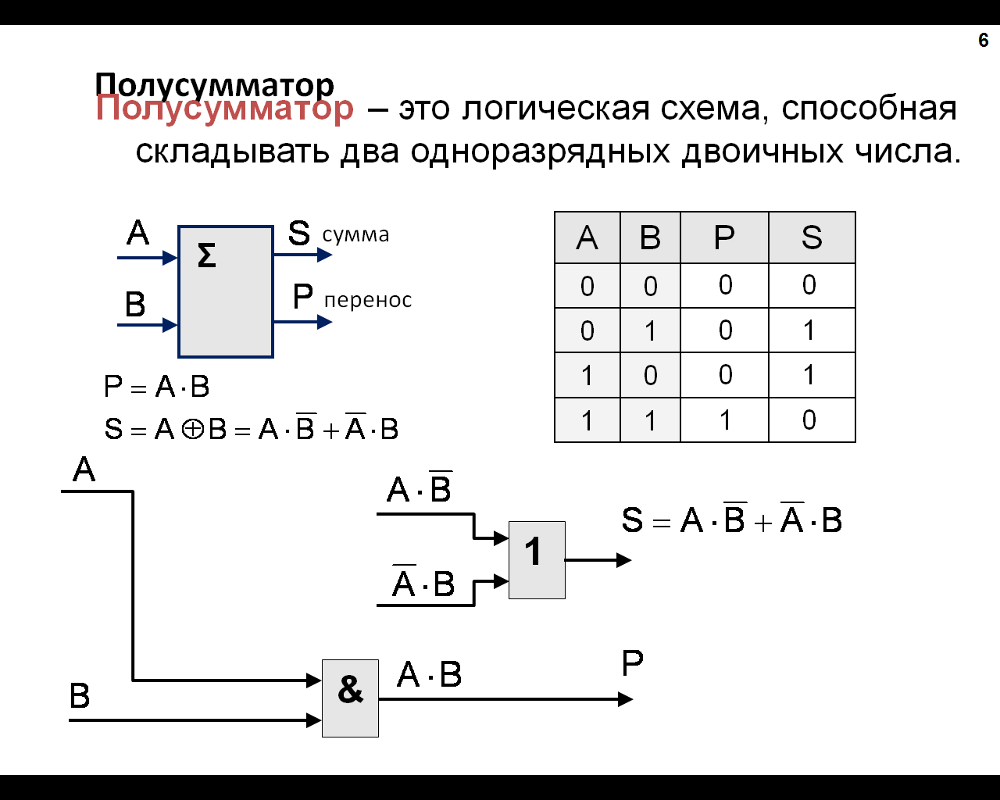 6
Полусумматор
Полусумматор – это логическая схема, способная
складывать два одноразрядных двоичных числа.
A
B
Σ
S сумма
P перенос
A B P S
0 0 0 0
0 1 0 1
1 0 0 1
1 1 1 0
P = A·B
S = A⊕B = A·B̅ + A̅·B
A
A·B̅
A̅·B
1
S = A·B̅ + A̅·B
B
&
A·B
P